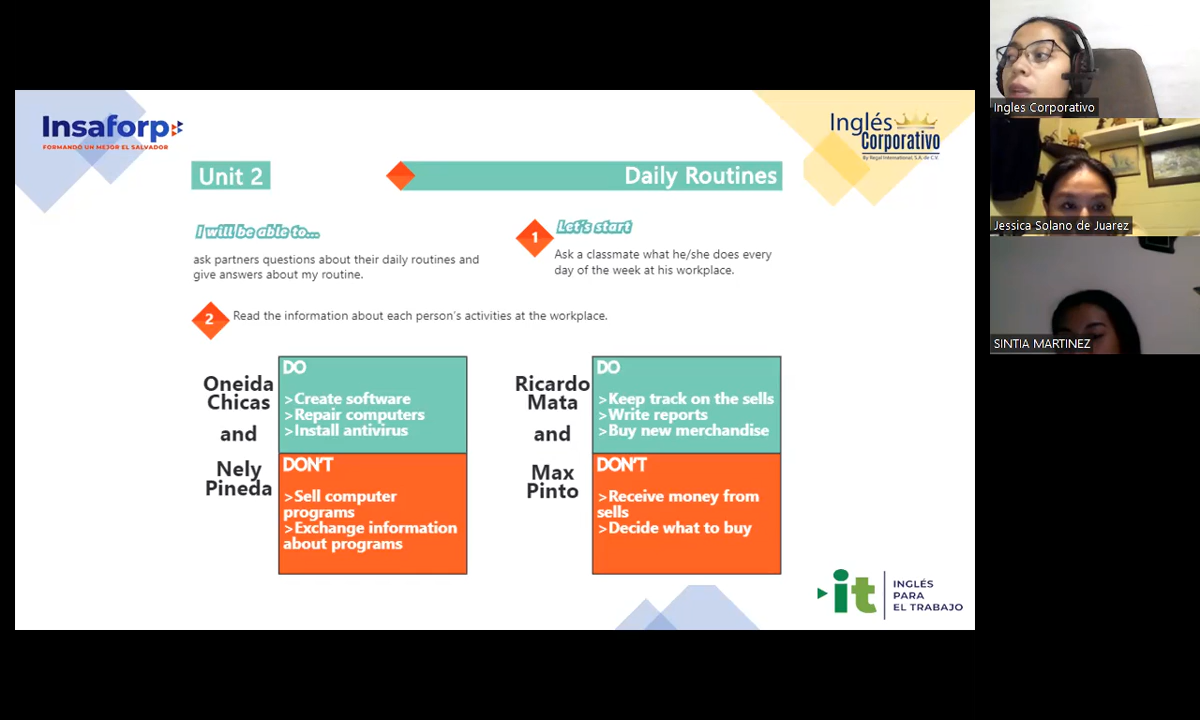 Insaforp
FORMANDO UN MEJOR EL SALVADOR
Inglés
Corporativo
By Regal International, S.A. de C.V.
Unit 2
Daily Routines
I will be able to...
ask partners questions about their daily routines and
give answers about my routine.
1
Let's start
Ask a classmate what he/she does every
day of the week at his workplace.
2
Read the information about each person's activities at the workplace.
Oneida
Chicas
and
Nely
Pineda
DO
>Create software
>Repair computers
>Install antivirus
DON'T
>Sell computer
programs
>Exchange information
about programs
Ricardo
Mata
and
Max
Pinto
DO
>Keep track on the sells
>Write reports
>Buy new merchandise
DON'T
>Receive money from
sells
>Decide what to buy
it
INGLÉS
PARA
EL TRABAJO
Ingles Corporativo
Jessica Solano de Juarez
SINTIA MARTINEZ